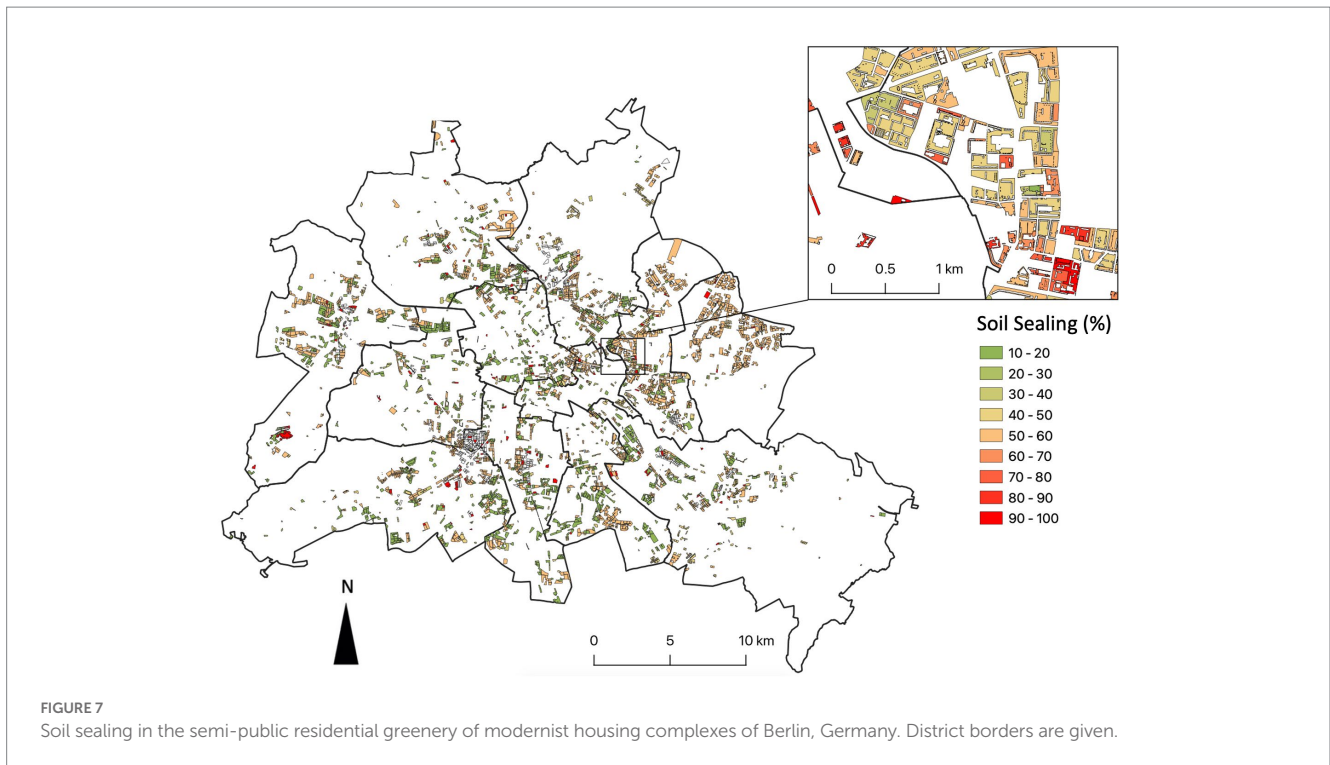 0 0.5 1 km
Soil Sealing (%)
10 - 20
20 - 30
30 - 40
40 - 50
50 - 60
60 - 70
70 - 80
80 - 90
90 - 100
N
0 5 10 km
FIGURE 7
Soil sealing in the semi-public residential greenery of modernist housing complexes of Berlin, Germany. District borders are given.